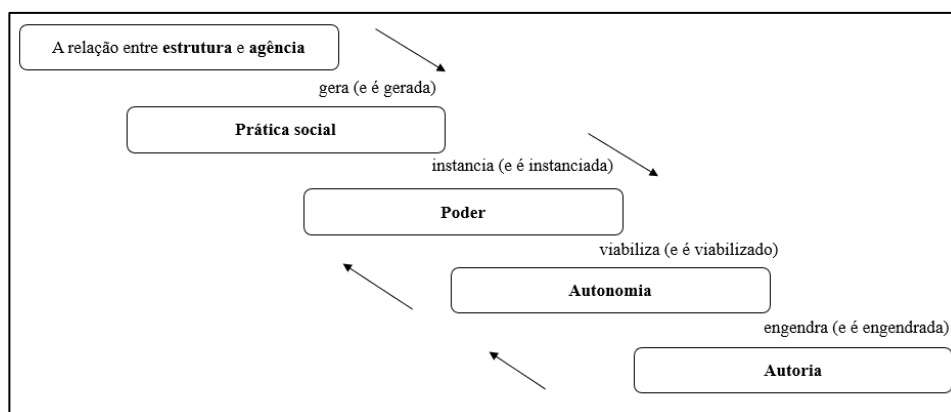 A relação entre estrutura e agência
gera (e é gerada)
Prática social
instancia (e é instanciada)
Poder
viabiliza (e é viabilizado)
Autonomia
engendra (e é engendrada)
Autoria